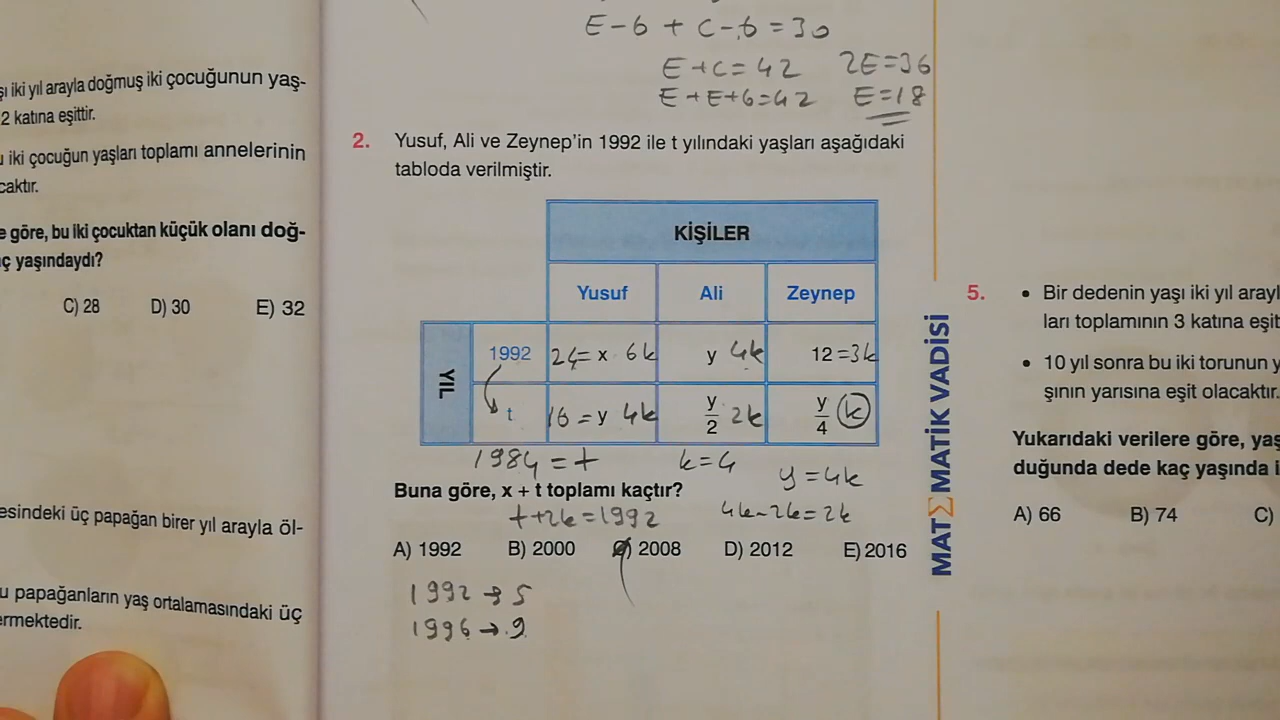 E-6 + C-6 = 30
E+C=42 2E=36
E+E+6=42 E=18
şı iki yıl arayla doğmuş iki çocuğunun yaş-
2 katına eşittir.
u iki çocuğun yaşları toplamı annelerinin
caktır.
e göre, bu iki çocuktan küçük olanı doğ-
ç yaşındaydı?
C) 28 D) 30 E) 32
esindeki üç papağan birer yıl arayla öl-
u papağanların yaş ortalamasındaki üç
ermektedir.
2. Yusuf, Ali ve Zeynep'in 1992 ile t yılındaki yaşları aşağıdaki
tabloda verilmiştir.
KİŞİLER
Yusuf Ali Zeynep
YIL
1992 24=x 6k y 4k 12=3k
t 16=y 4k y/2 2k y/4 k
1984=t k=4 y=4k
Buna göre, x + t toplamı kaçtır?
t+2k=1992 4k-2k=2k
A) 1992 B) 2000 C) 2008 D) 2012 E) 2016
1992→5
1996→9
MATΣMATİK VADİSİ
5. • Bir dedenin yaşı iki yıl arayl
ları toplamının 3 katına eşit
• 10 yıl sonra bu iki torunun y
şının yarısına eşit olacaktır.
Yukarıdaki verilere göre, yaş
duğunda dede kaç yaşında i
A) 66 B) 74 C)